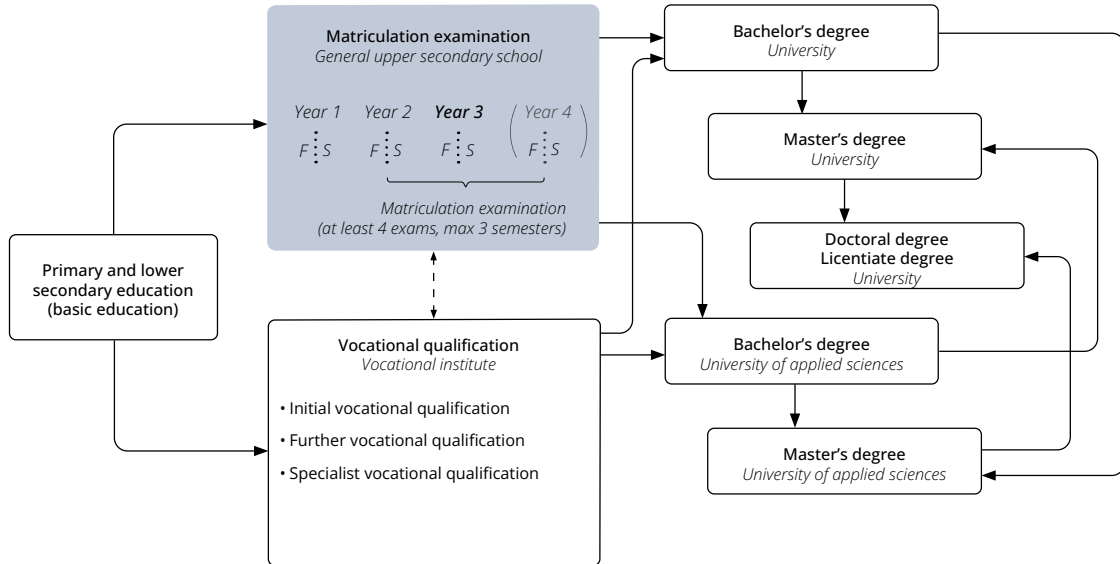 Primary and lower
secondary education
(basic education)
Matriculation examination
General upper secondary school
Year 1 Year 2 Year 3 (Year 4)
F S F S F S F S
Matriculation examination
(at least 4 exams, max 3 semesters)
Vocational qualification
Vocational institute
• Initial vocational qualification
• Further vocational qualification
• Specialist vocational qualification
Bachelor’s degree
University
Master’s degree
University
Doctoral degree
Licentiate degree
University
Bachelor’s degree
University of applied sciences
Master’s degree
University of applied sciences